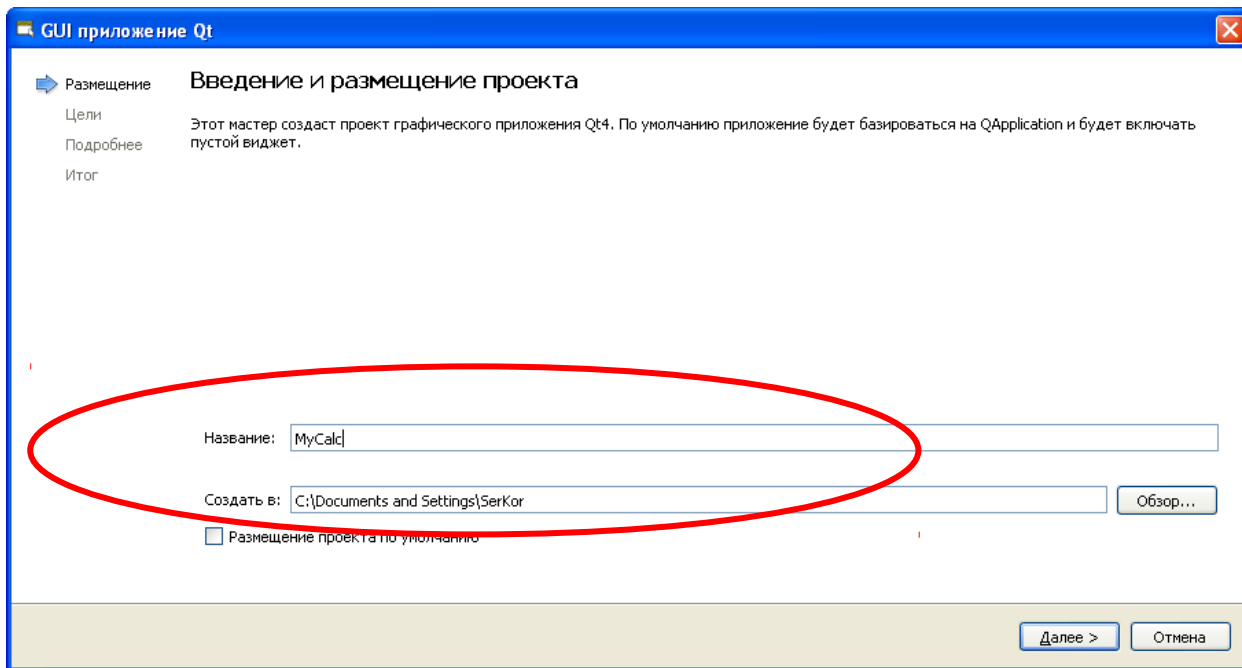 GUI приложение Qt
Размещение
Цели
Подробнее
Итог
Введение и размещение проекта
Этот мастер создаст проект графического приложения Qt4. По умолчанию приложение будет базироваться на QApplication и будет включать
пустой виджет.
Название: MyCalc
Создать в: C:\Documents and Settings\SerKor Обзор...
Размещение проекта по умолчанию
Далее > Отмена